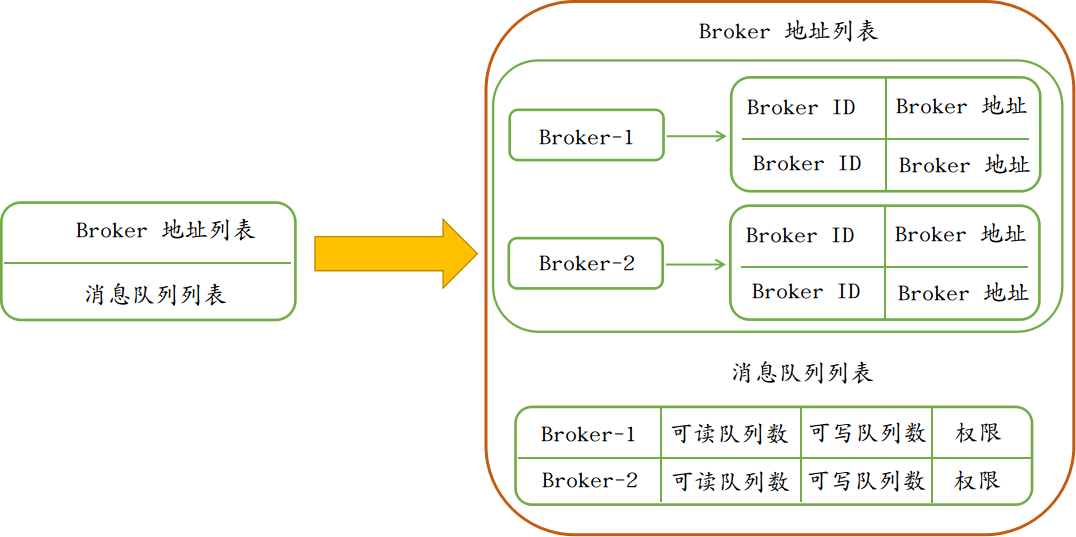 Broker 地址列表
消息队列列表
Broker 地址列表
Broker-1
Broker ID Broker 地址
Broker ID Broker 地址
Broker-2
Broker ID Broker 地址
Broker ID Broker 地址
消息队列列表
Broker-1 可读队列数 可写队列数 权限
Broker-2 可读队列数 可写队列数 权限